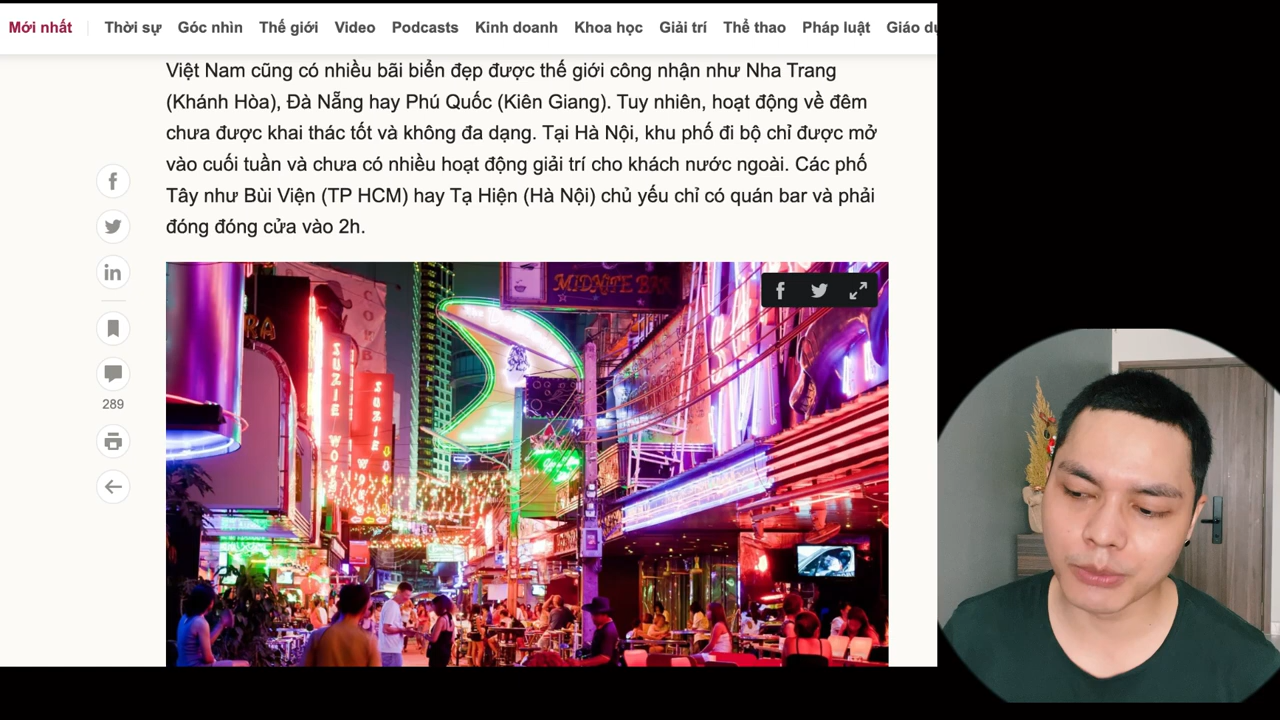 Mới nhất Thời sự Góc nhìn Thế giới Video Podcasts Kinh doanh Khoa học Giải trí Thể thao Pháp luật Giáo dụ
Việt Nam cũng có nhiều bãi biển đẹp được thế giới công nhận như Nha Trang
(Khánh Hòa), Đà Nẵng hay Phú Quốc (Kiên Giang). Tuy nhiên, hoạt động về đêm
chưa được khai thác tốt và không đa dạng. Tại Hà Nội, khu phố đi bộ chỉ được mở
vào cuối tuần và chưa có nhiều hoạt động giải trí cho khách nước ngoài. Các phố
Tây như Bùi Viện (TP HCM) hay Tạ Hiện (Hà Nội) chủ yếu chỉ có quán bar và phải
đóng đóng cửa vào 2h.
289
MIDNITE BAR
SUZIE WONG
SUZIE WONG